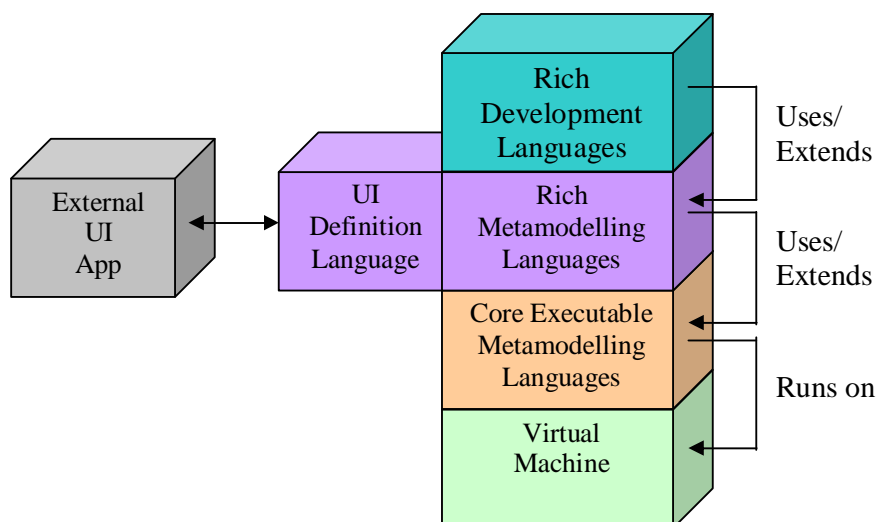 Rich
Development
Languages
Uses/
Extends
External
UI
App
UI
Definition
Language
Rich
Metamodelling
Languages
Uses/
Extends
Core Executable
Metamodelling
Languages
Runs on
Virtual
Machine